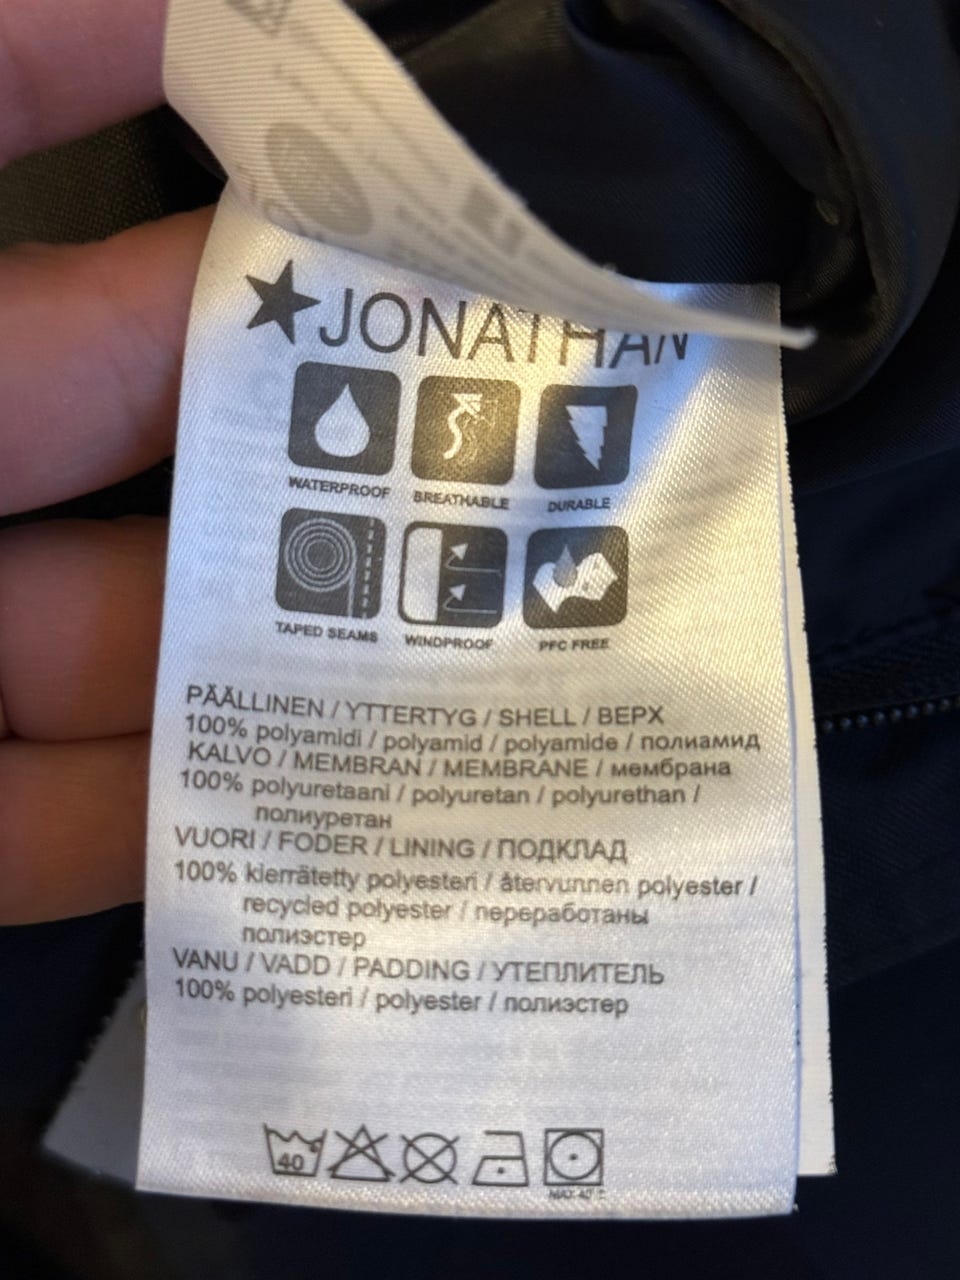 JONATHAN
WATERPROOF BREATHABLE DURABLE
TAPED SEAMS WINDPROOF PFC FREE
PÄÄLLINEN / YTTERTYG / SHELL / ВЕРХ
100% polyamidi / polyamid / polyamide / полиамид
KALVO / MEMBRAN / MEMBRANE / мембрана
100% polyuretaani / polyuretan / polyurethan /
полиуретан
VUORI / FODER / LINING / ПОДКЛАД
100% kierrätetty polyesteri / återvunnen polyester /
recycled polyester / переработаны
полиэстер
VANU / VADD / PADDING / УТЕПЛИТЕЛЬ
100% polyesteri / polyester / полиэстер
40
MAX 40° C